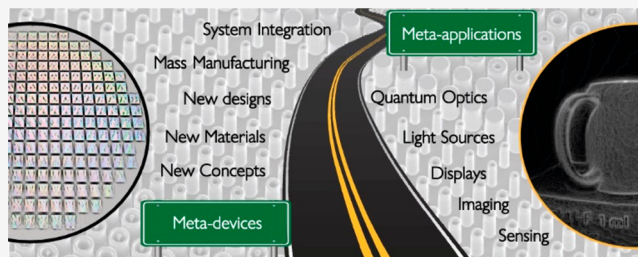 System Integration
Mass Manufacturing
New designs
New Materials
New Concepts
Meta-devices
Meta-applications
Quantum Optics
Light Sources
Displays
Imaging
Sensing